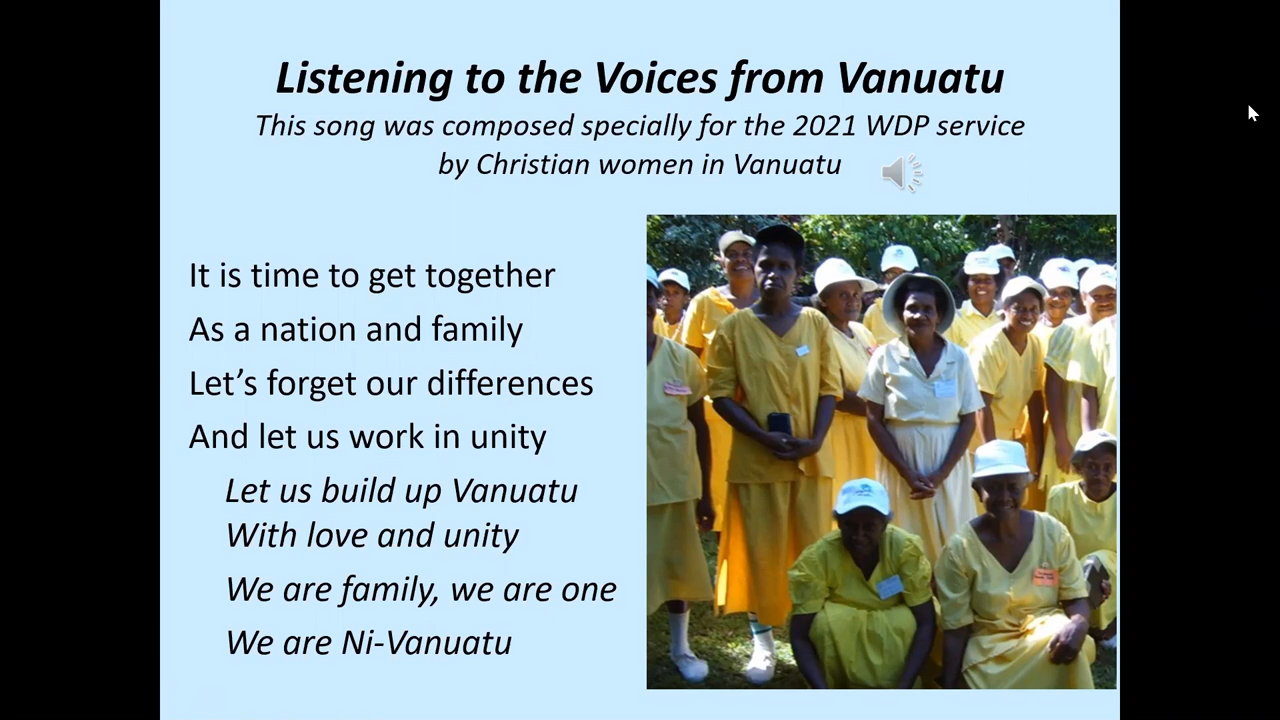 Listening to the Voices from Vanuatu
This song was composed specially for the 2021 WDP service
by Christian women in Vanuatu
It is time to get together
As a nation and family
Let’s forget our differences
And let us work in unity
Let us build up Vanuatu
With love and unity
We are family, we are one
We are Ni-Vanuatu